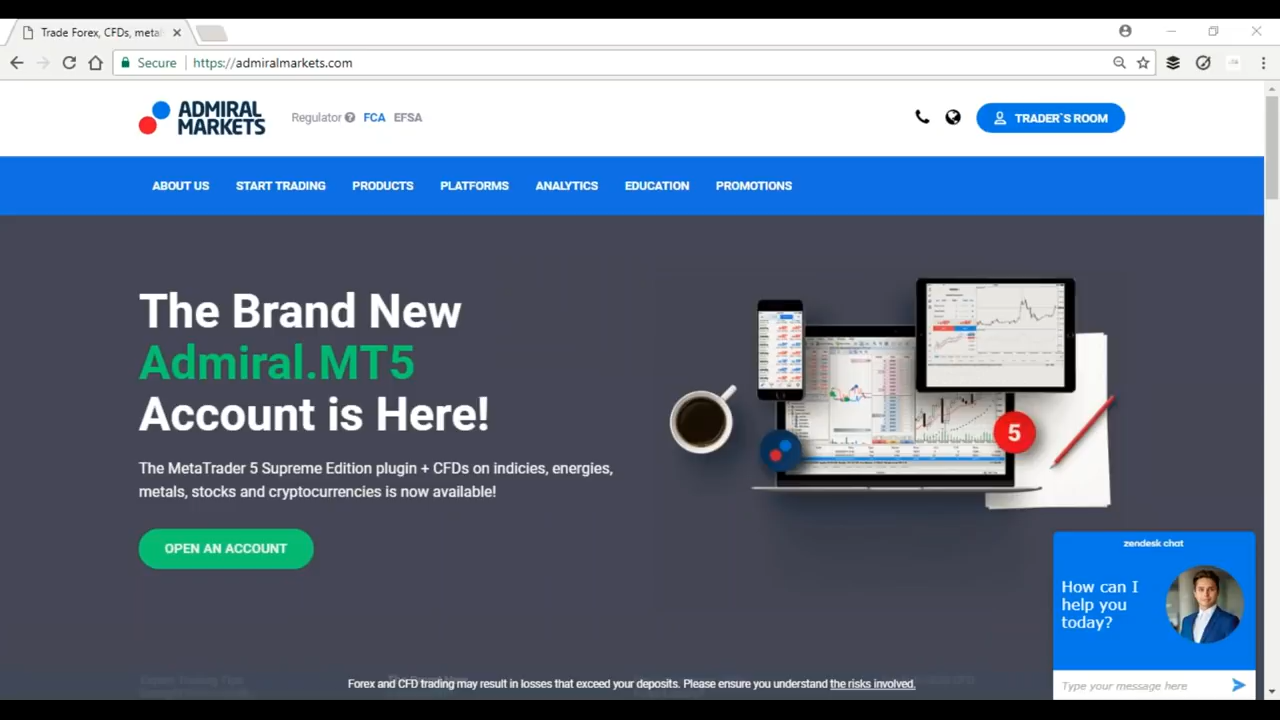 Trade Forex, CFDs, meta
Secure
https://admiralmarkets.com
ADMIRAL
MARKETS
Regulator
FCA
EFSA
TRADER`S ROOM
ABOUT US
START TRADING
PRODUCTS
PLATFORMS
ANALYTICS
EDUCATION
PROMOTIONS
The Brand New
Admiral.MT5
Account is Here!
The MetaTrader 5 Supreme Edition plugin + CFDs on indicies, energies,
metals, stocks and cryptocurrencies is now available!
OPEN AN ACCOUNT
5
zendesk chat
How can I
help you
today?
Type your message here
Forex and CFD trading may result in losses that exceed your deposits. Please ensure you understand the risks involved.